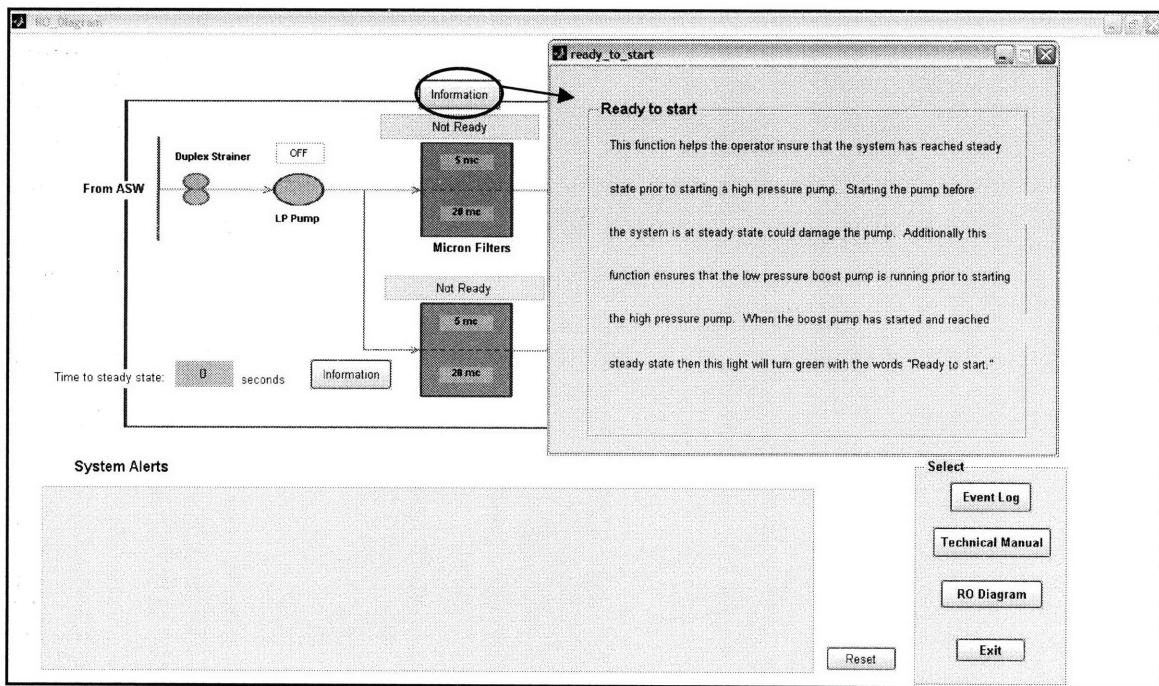 RO_Diagram
ready_to_start
Information
Not Ready
Duplex Strainer
OFF
5 mc
From ASW
LP Pump
20 mc
Micron Filters
Not Ready
5 mc
Time to steady state:
0
seconds
Information
20 mc
Ready to start
This function helps the operator insure that the system has reached steady
state prior to starting a high pressure pump. Starting the pump before
the system is at steady state could damage the pump. Additionally this
function ensures that the low pressure boost pump is running prior to starting
the high pressure pump. When the boost pump has started and reached
steady state then this light will turn green with the words "Ready to start."
System Alerts
Select
Event Log
Technical Manual
RO Diagram
Exit
Reset